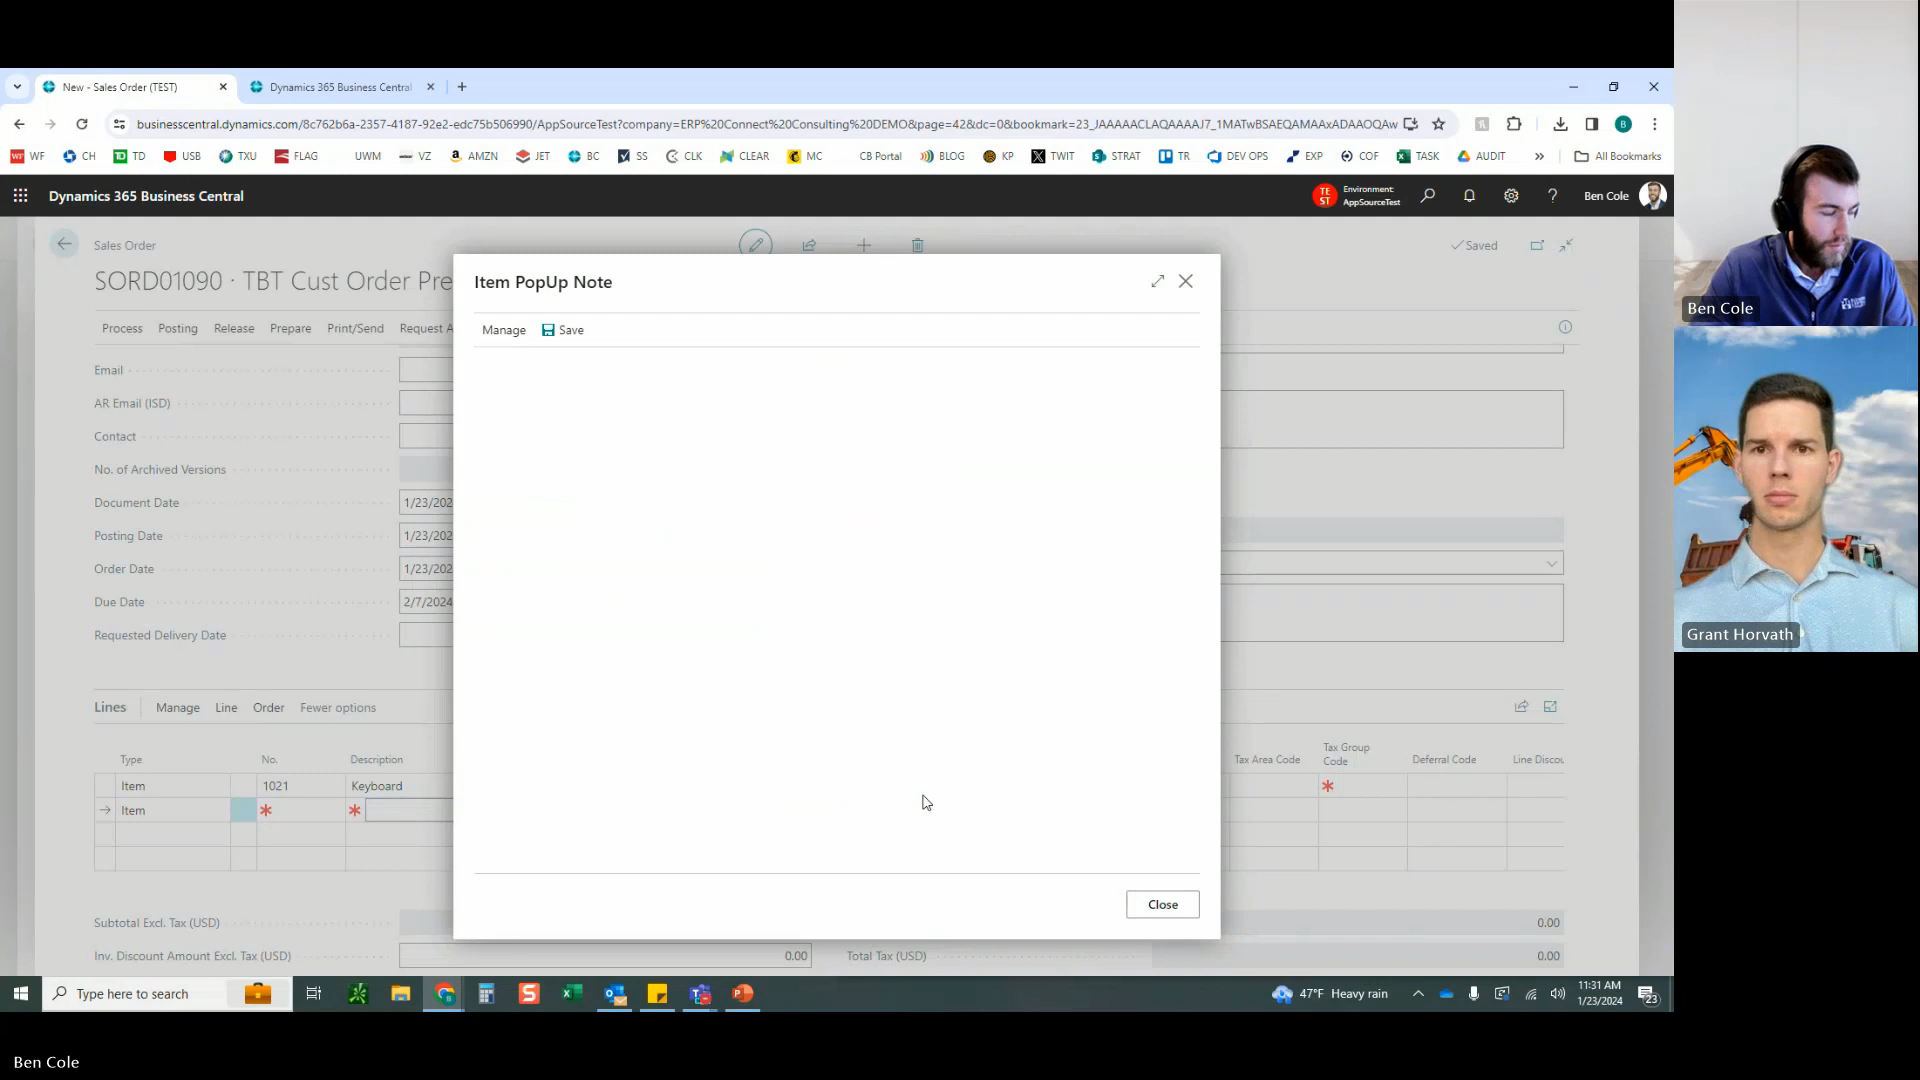 New - Sales Order (TEST)
Dynamics 365 Business Central
businesscentral.dynamics.com/8c762b6a-2357-4187-92e2-edc75b506990/AppSourceTest?company=ERP%20Connect%20Consulting%20DEMO&page=42&dc=0&bookmark=23_JAAAAACLAQAAAAJ7_1MATwBSAEQAMAAxADAAOQAw
B
WF CH TD USB TXU FLAG UWM VZ AMZN JET BC SS CLK CLEAR MC CB Portal BLOG KP TWIT STRAT TR DEV OPS EXP COF TASK AUDIT » All Bookmarks
Dynamics 365 Business Central
TE ST
Environment:
AppSourceTest
Ben Cole
Sales Order
Saved
SORD01090 · TBT Cust Order Pre
Process Posting Release Prepare Print/Send Request A
Email
AR Email (ISD)
Contact
No. of Archived Versions
Document Date 1/23/202
Posting Date 1/23/202
Order Date 1/23/202
Due Date 2/7/2024
Requested Delivery Date
Item PopUp Note
Manage Save
Close
Lines Manage Line Order Fewer options
Type No. Description Tax Area Code Tax Group Code Deferral Code Line Discou
Item 1021 Keyboard *
Item * *
Subtotal Excl. Tax (USD) 0.00
Inv. Discount Amount Excl. Tax (USD) 0.00 Total Tax (USD) 0.00
Type here to search
47°F Heavy rain
11:31 AM
1/23/2024
23
Ben Cole
Grant Horvath
Ben Cole